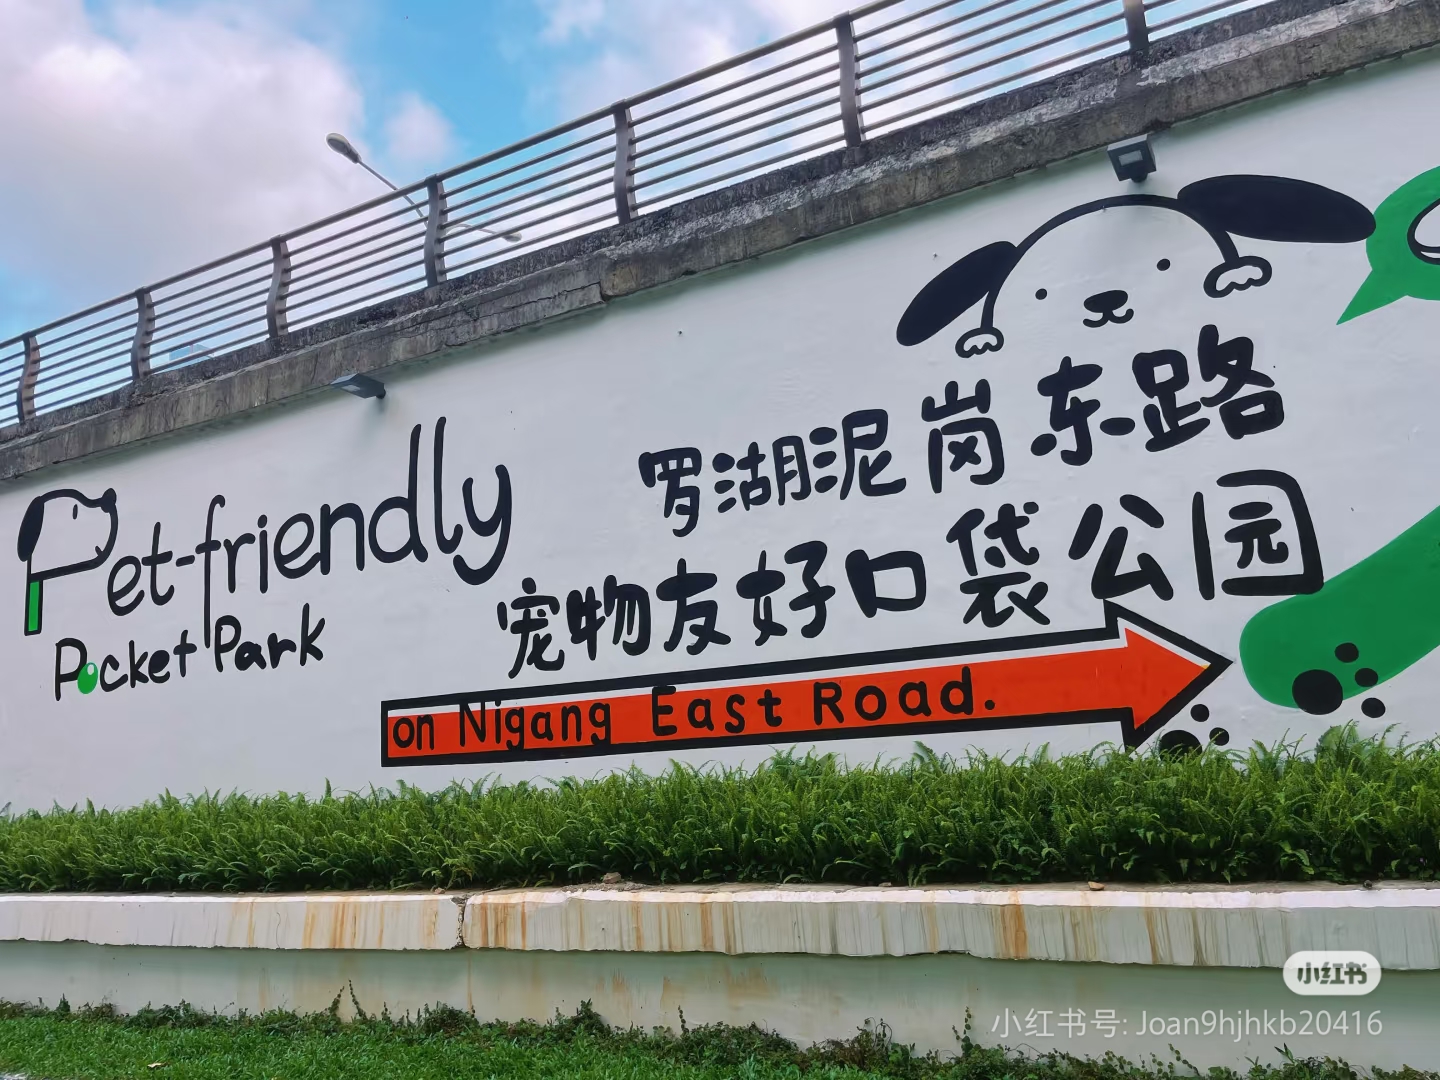 Pet-friendly
Pocket Park
罗湖泥岗东路
宠物友好口袋公园
on Nigang East Road.
小红书
小红书号: Joan9hjhkb20416